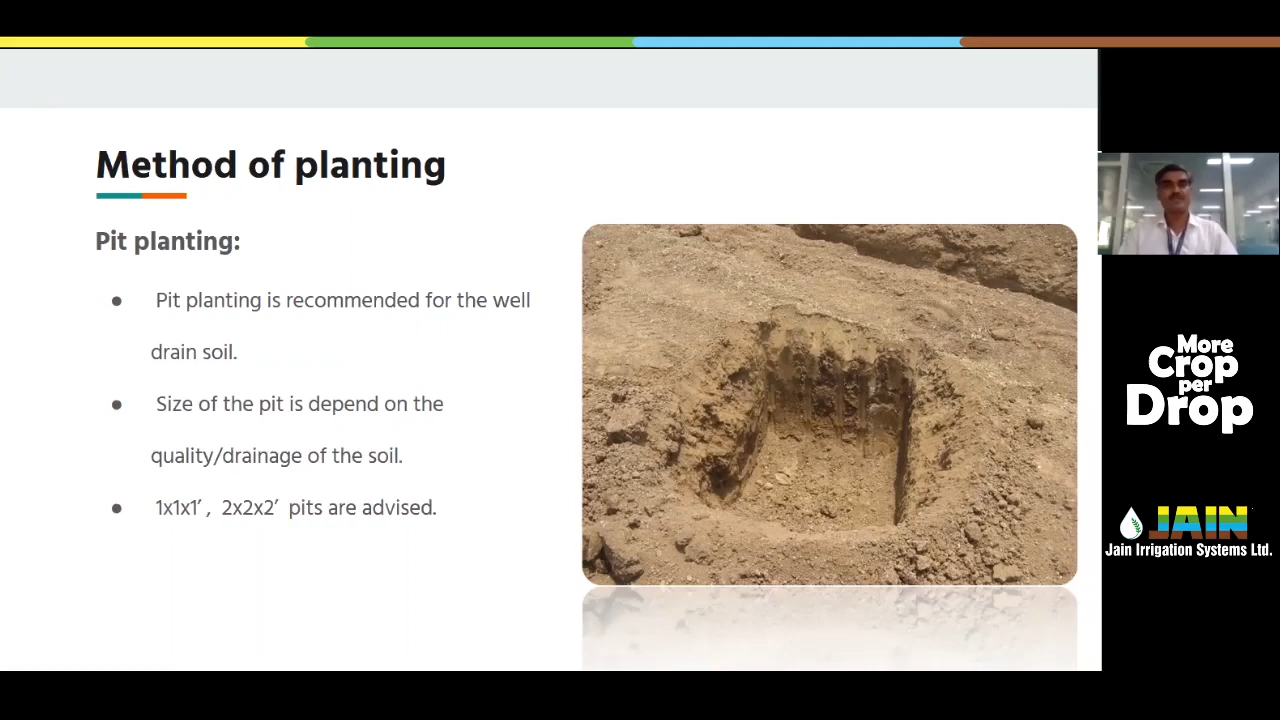 Method of planting
Pit planting:
● Pit planting is recommended for the well
drain soil.
● Size of the pit is depend on the
quality/drainage of the soil.
● 1x1x1′ , 2x2x2′ pits are advised.
More
Crop
per
Drop
JAIN
Jain Irrigation Systems Ltd.